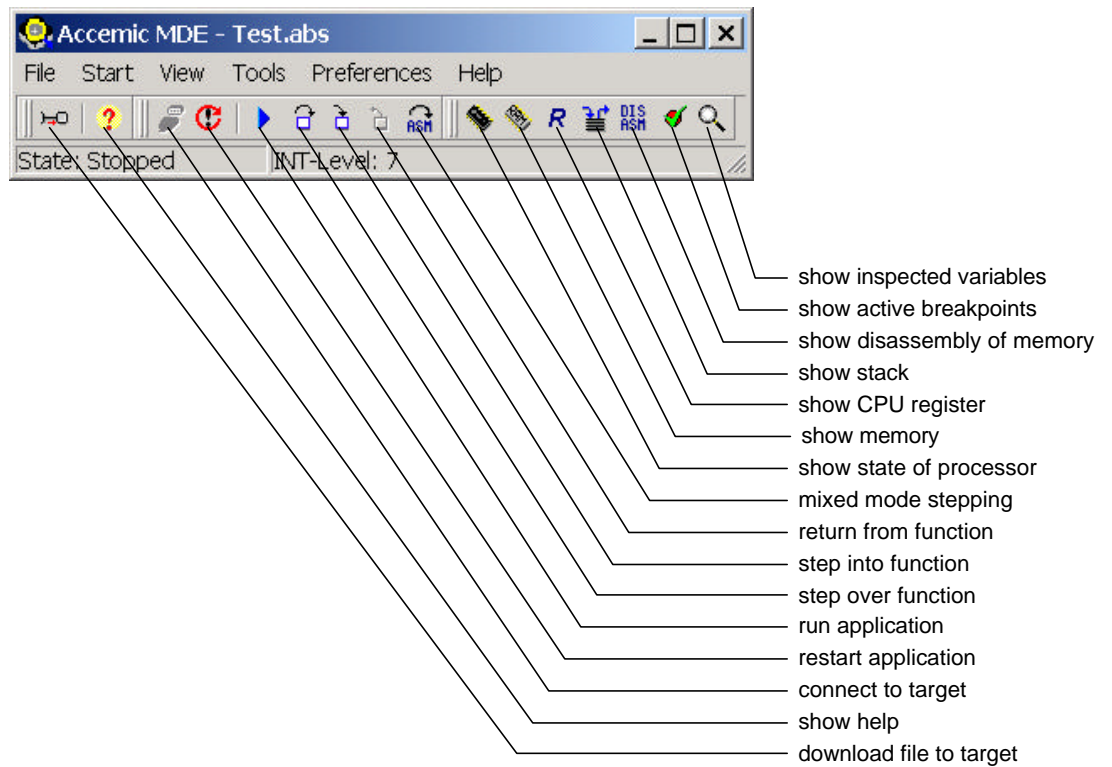 Accemic MDE - Test.abs
File Start View Tools Preferences Help
? R DIS
ASM ASM
State: Stopped INT-Level: 7
show inspected variables
show active breakpoints
show disassembly of memory
show stack
show CPU register
show memory
show state of processor
mixed mode stepping
return from function
step into function
step over function
run application
restart application
connect to target
show help
download file to target